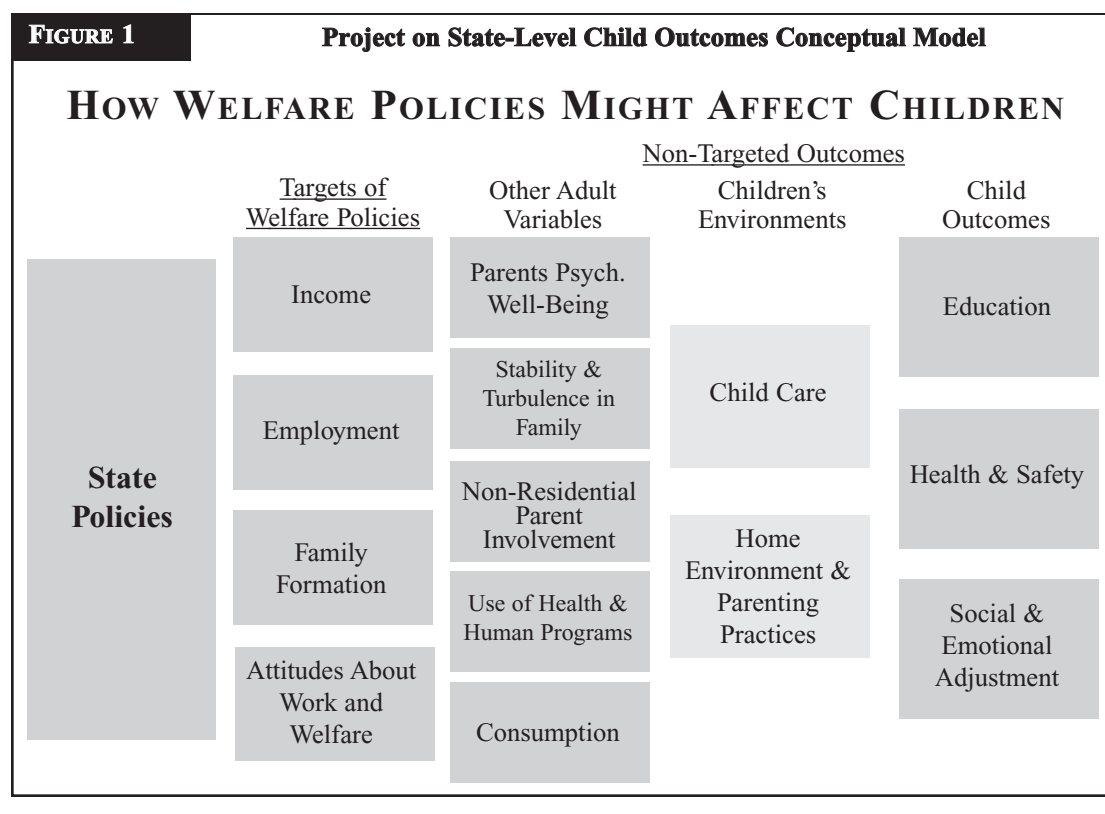 FIGURE 1
Project on State-Level Child Outcomes Conceptual Model
HOW WELFARE POLICIES MIGHT AFFECT CHILDREN
Non-Targeted Outcomes
Targets of
Welfare Policies
Other Adult
Variables
Children’s
Environments
Child
Outcomes
State
Policies
Income
Employment
Family
Formation
Attitudes About
Work and
Welfare
Parents Psych.
Well-Being
Stability &
Turbulence in
Family
Non-Residential
Parent
Involvement
Use of Health &
Human Programs
Consumption
Child Care
Home
Environment &
Parenting
Practices
Education
Health & Safety
Social &
Emotional
Adjustment